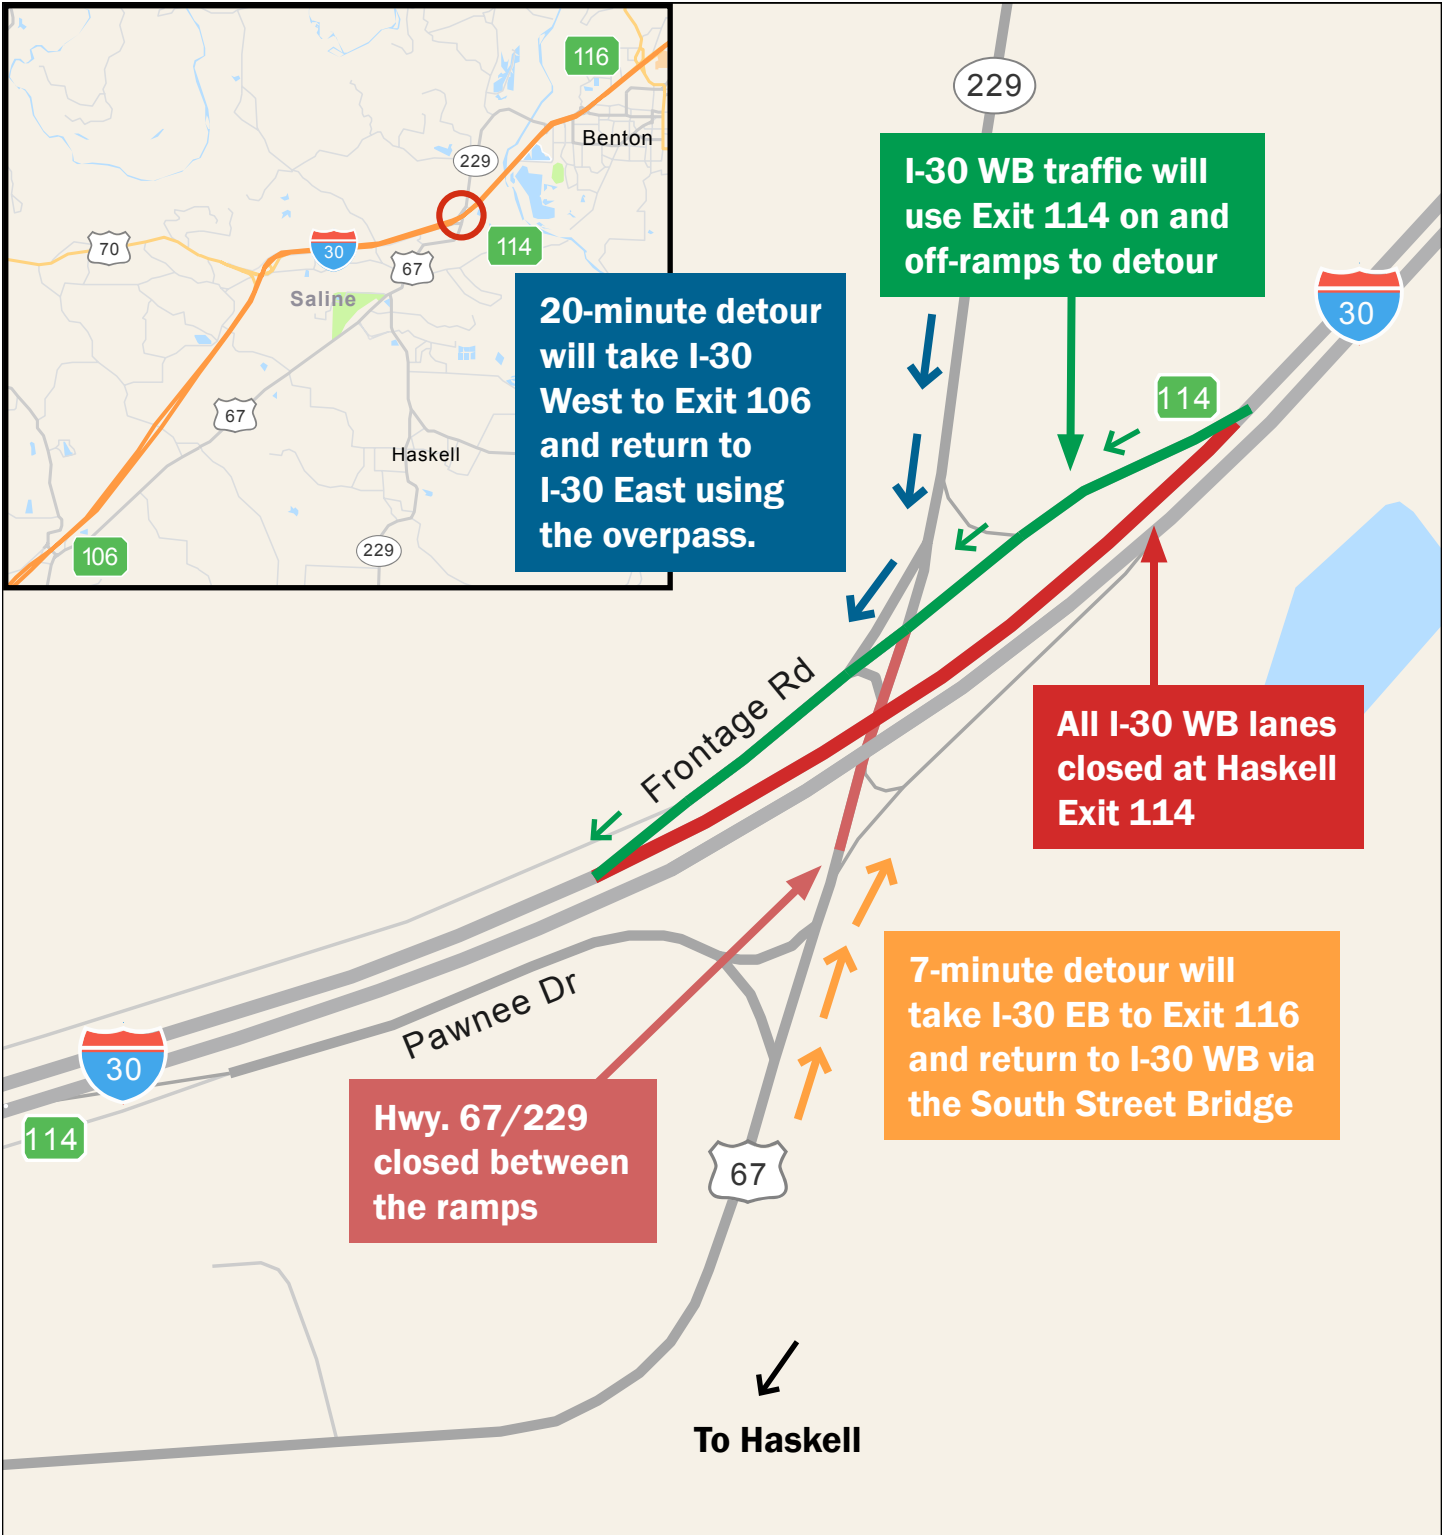 116
Benton
229
114
70
30
67
Saline
67
Haskell
106
229
229
I-30 WB traffic will
use Exit 114 on and
off-ramps to detour
20-minute detour
will take I-30
West to Exit 106
and return to
I-30 East using
the overpass.
30
114
Frontage Rd
All I-30 WB lanes
closed at Haskell
Exit 114
7-minute detour will
take I-30 EB to Exit 116
and return to I-30 WB via
the South Street Bridge
Pawnee Dr
30
114
Hwy. 67/229
closed between
the ramps
67
To Haskell